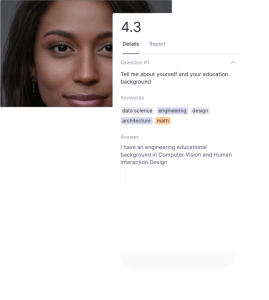 4.3
Details Report
Question #1
Tell me about yourself and your education
background
Keywords
data science engineering design
architecture math
Answer
I have an engineering educational
background in Computer Vision and Human
Interaction Design